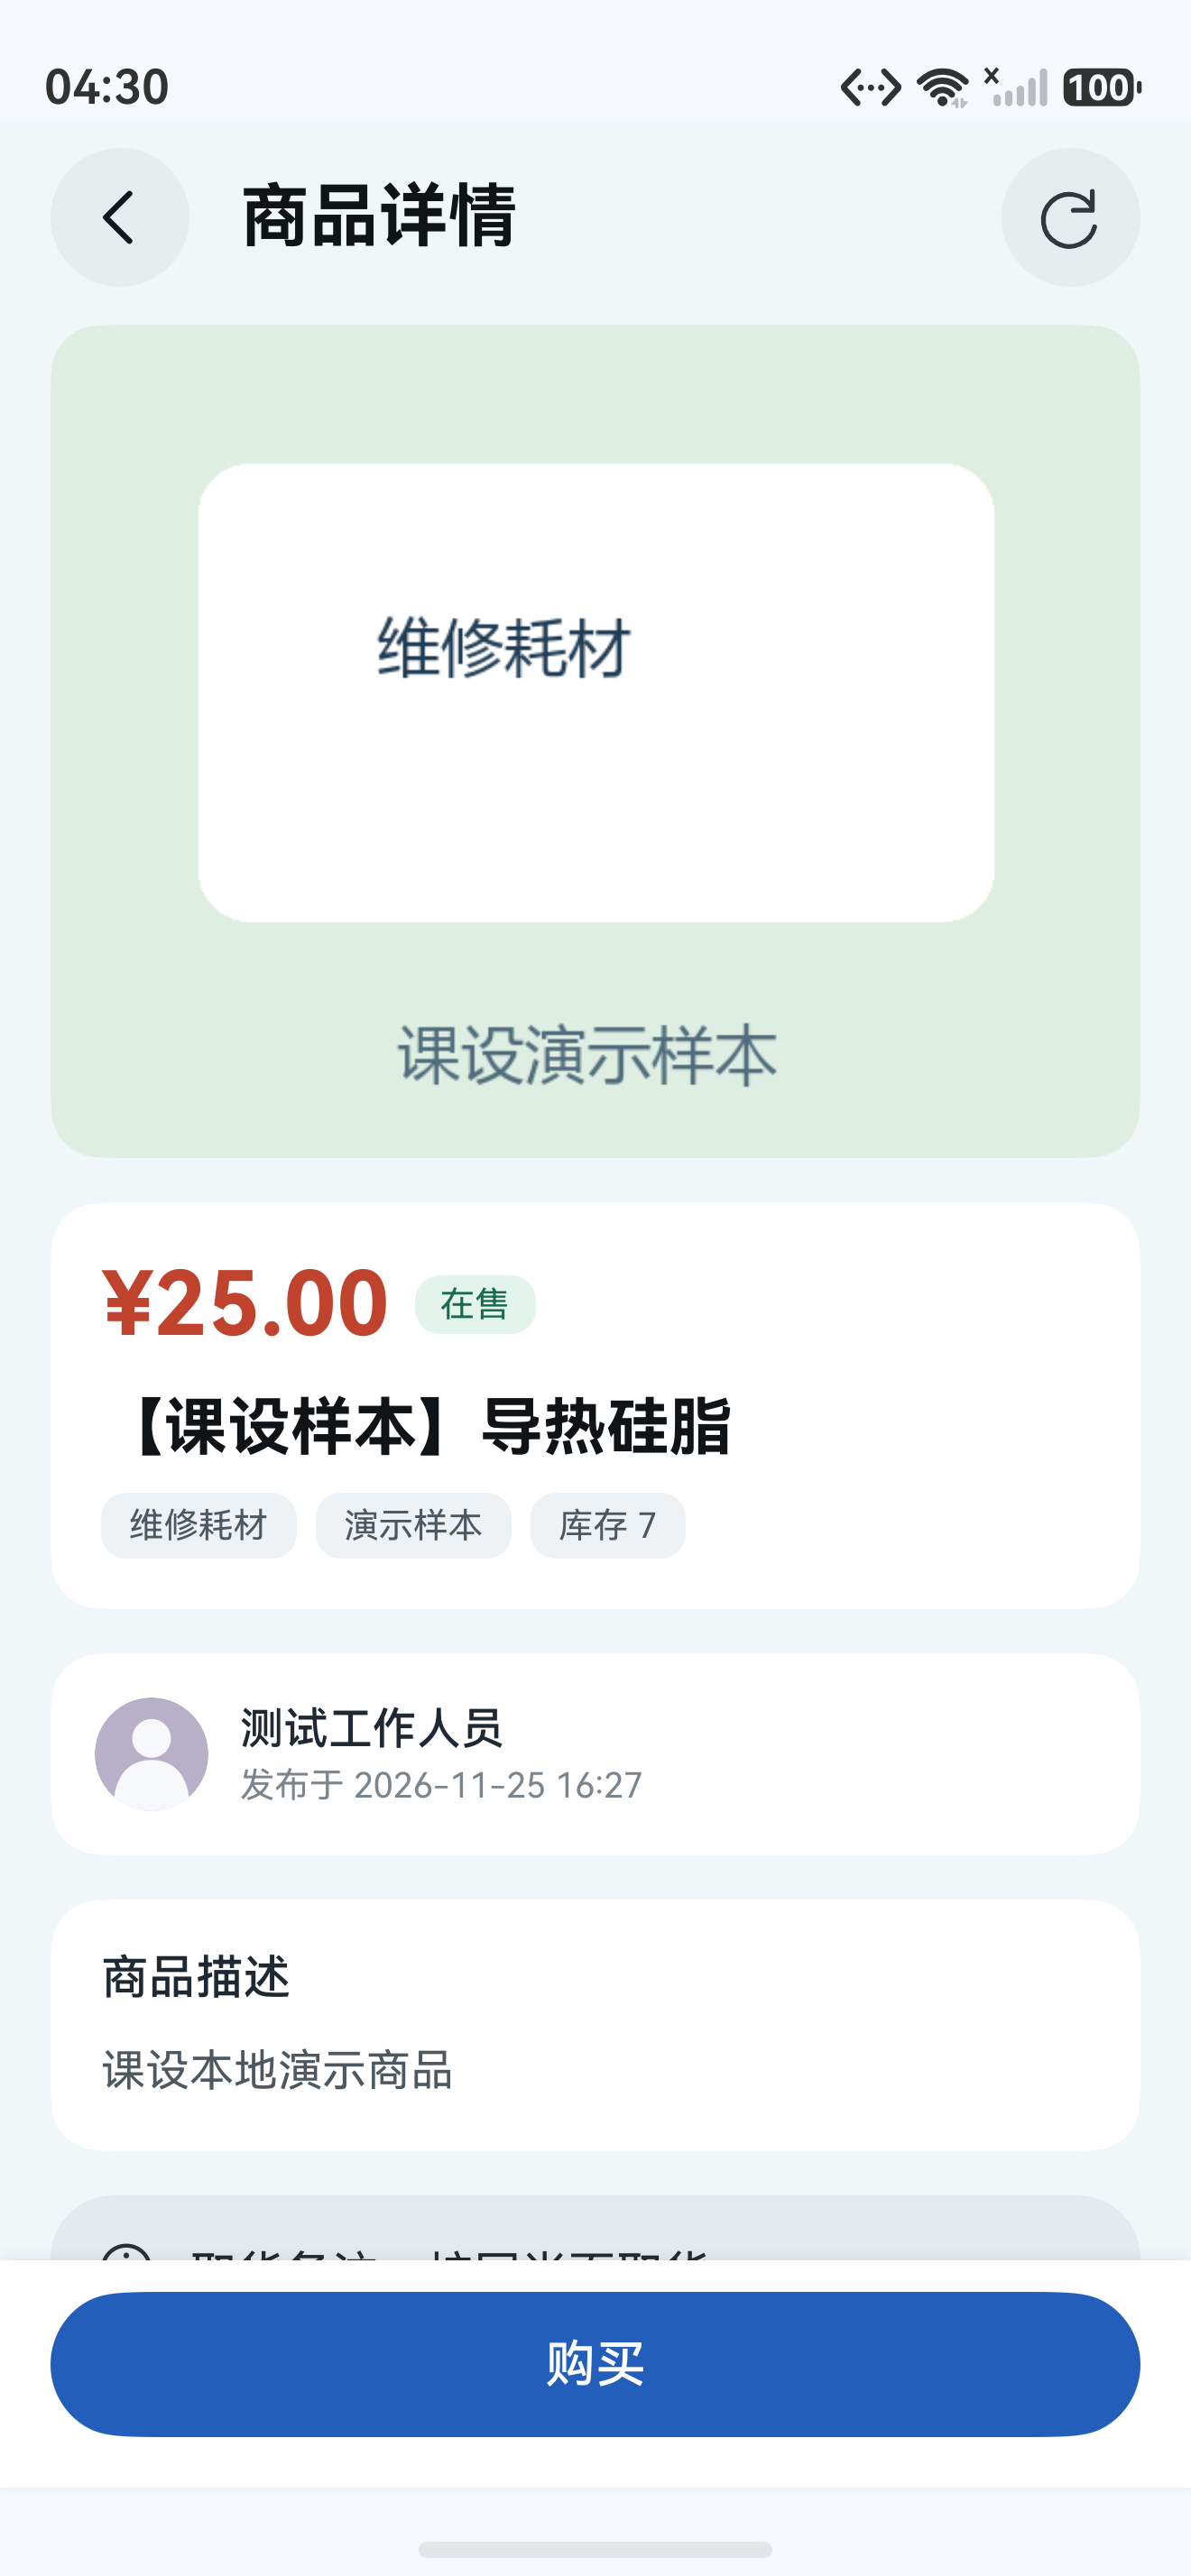 04:30
100
商品详情
维修耗材
课设演示样本
¥25.00 在售
【课设样本】导热硅脂
维修耗材 演示样本 库存 7
测试工作人员
发布于 2026-11-25 16:27
商品描述
课设本地演示商品
购买